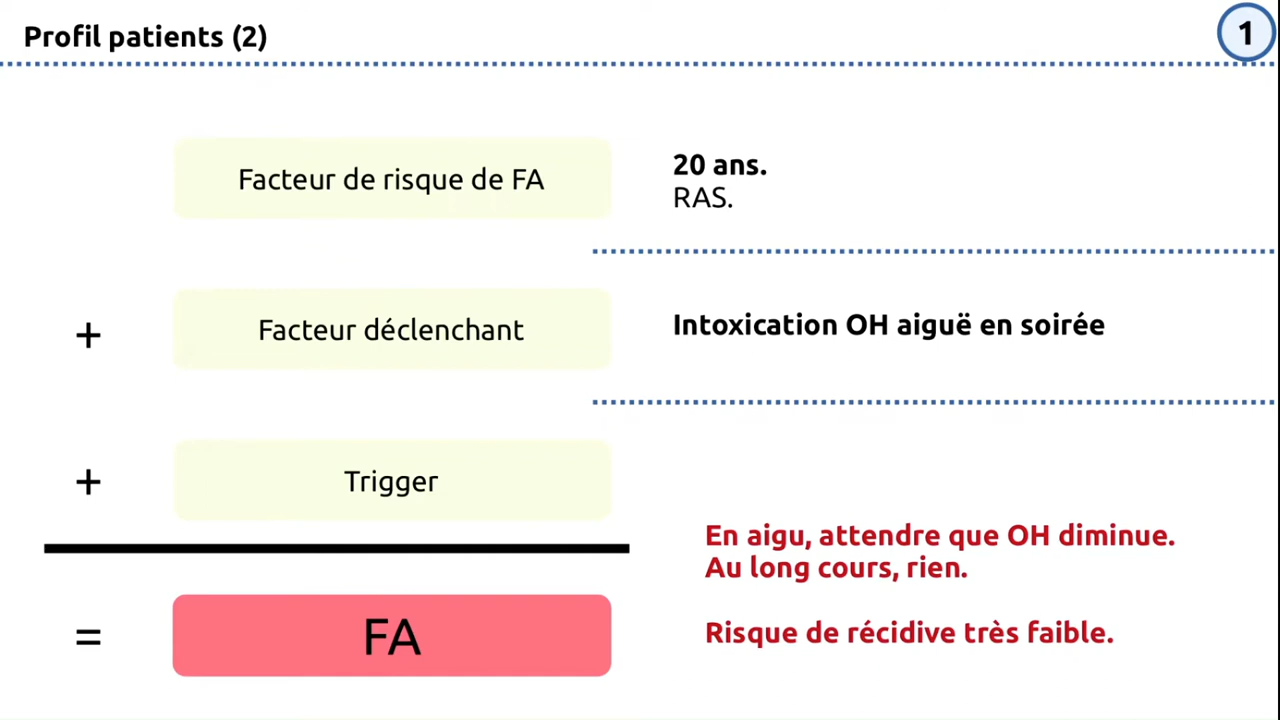 Profil patients (2)
1
Facteur de risque de FA
20 ans.
RAS.
+
Facteur déclenchant
Intoxication OH aiguë en soirée
+
Trigger
En aigu, attendre que OH diminue.
Au long cours, rien.
=
FA
Risque de récidive très faible.